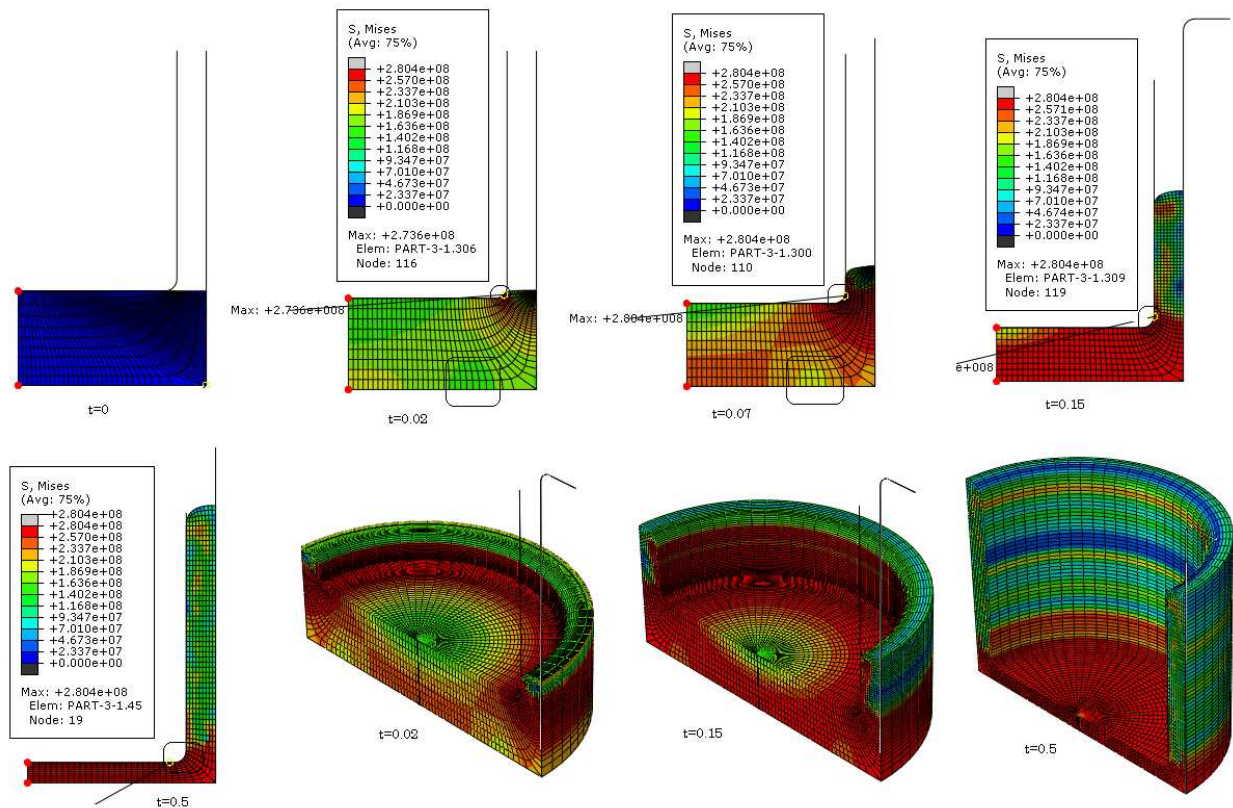 S, Mises
(Avg: 75%)
+2.804e+08
+2.570e+08
+2.337e+08
+2.103e+08
+1.869e+08
+1.636e+08
+1.402e+08
+1.168e+08
+9.347e+07
+7.010e+07
+4.673e+07
+2.337e+07
+0.000e+00
Max: +2.736e+08
Elem: PART-3-1.306
Node: 116
Max: +2.736e+008
S, Mises
(Avg: 75%)
+2.804e+08
+2.570e+08
+2.337e+08
+2.103e+08
+1.869e+08
+1.636e+08
+1.402e+08
+1.168e+08
+9.347e+07
+7.010e+07
+4.673e+07
+2.337e+07
+0.000e+00
Max: +2.804e+08
Elem: PART-3-1.300
Node: 110
Max: +2.804e+008
S, Mises
(Avg: 75%)
+2.804e+08
+2.571e+08
+2.337e+08
+2.103e+08
+1.869e+08
+1.636e+08
+1.402e+08
+1.168e+08
+9.347e+07
+7.010e+07
+4.674e+07
+2.337e+07
+0.000e+00
Max: +2.804e+08
Elem: PART-3-1.309
Node: 119
e+008
t=0
t=0.02
t=0.07
t=0.15
S, Mises
(Avg: 75%)
+2.804e+08
+2.804e+08
+2.570e+08
+2.337e+08
+2.103e+08
+1.869e+08
+1.636e+08
+1.402e+08
+1.168e+08
+9.347e+07
+7.010e+07
+4.673e+07
+2.337e+07
+0.000e+00
Max: +2.804e+08
Elem: PART-3-1.45
Node: 19
t=0.5
t=0.02
t=0.15
t=0.5